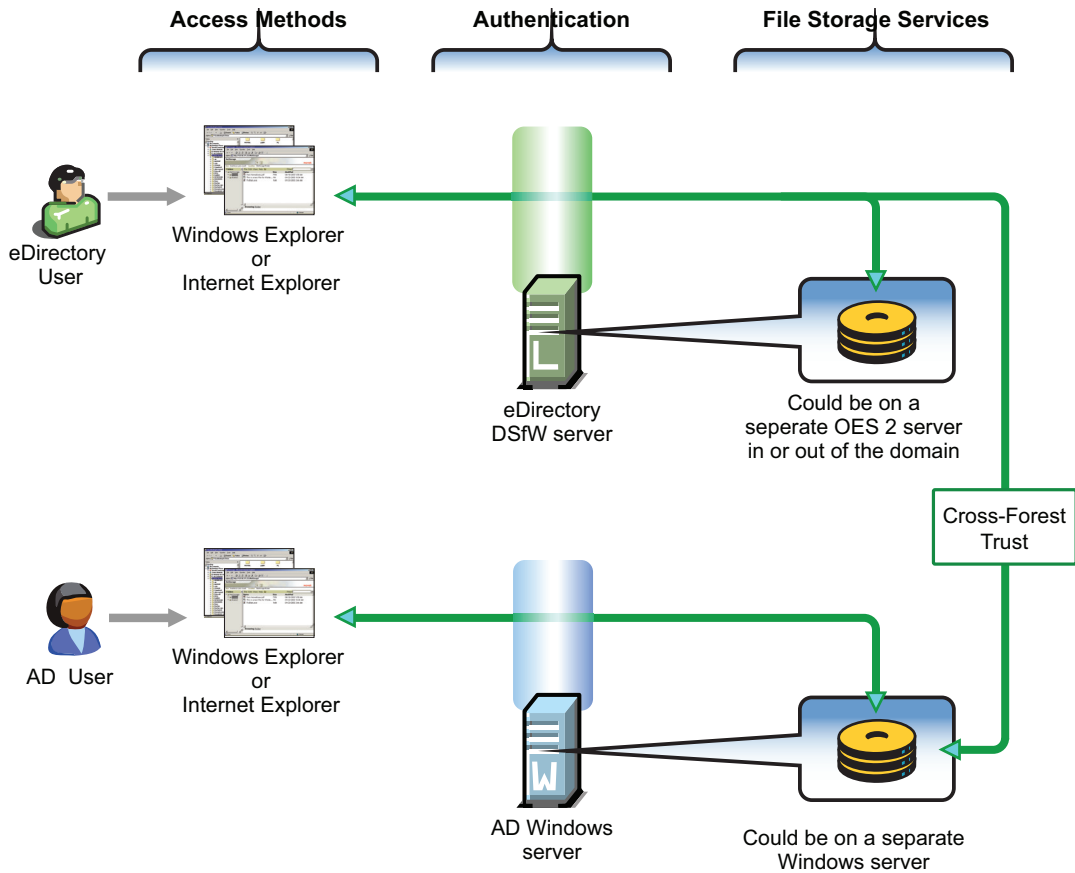 Access Methods
Authentication
File Storage Services
eDirectory
User
Windows Explorer
or
Internet Explorer
L
eDirectory
DSfW server
Could be on a
seperate OES 2 server
in or out of the domain
Cross-Forest
Trust
AD User
Windows Explorer
or
Internet Explorer
W
AD Windows
server
Could be on a separate
Windows server